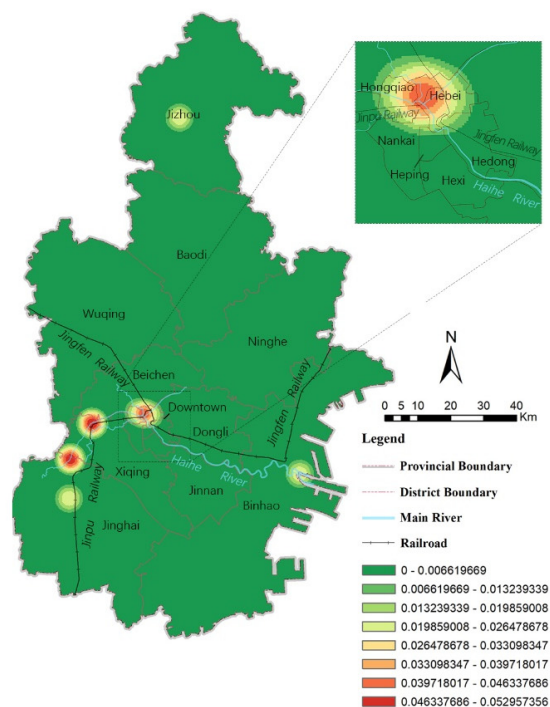 Jizhou
Hongqiao
Hebei
Jinpu Railway
Jingfen Railway
Nankai
Hedong
Heping
Hexi
Haihe River
Baodi
Wuqing
Ninghe
Jingfen Railway
Beichen
Jingfen Railway
Downtown
Dongli
Xiqing
Haihe River
Jinnan
Binhao
Jinpu Railway
Jinghai
N
0 5 10 20 30 40
Km
Legend
Provincial Boundary
District Boundary
Main River
Railroad
0 - 0.006619669
0.006619669 - 0.013239339
0.013239339 - 0.019859008
0.019859008 - 0.026478678
0.026478678 - 0.033098347
0.033098347 - 0.039718017
0.039718017 - 0.046337686
0.046337686 - 0.052957356